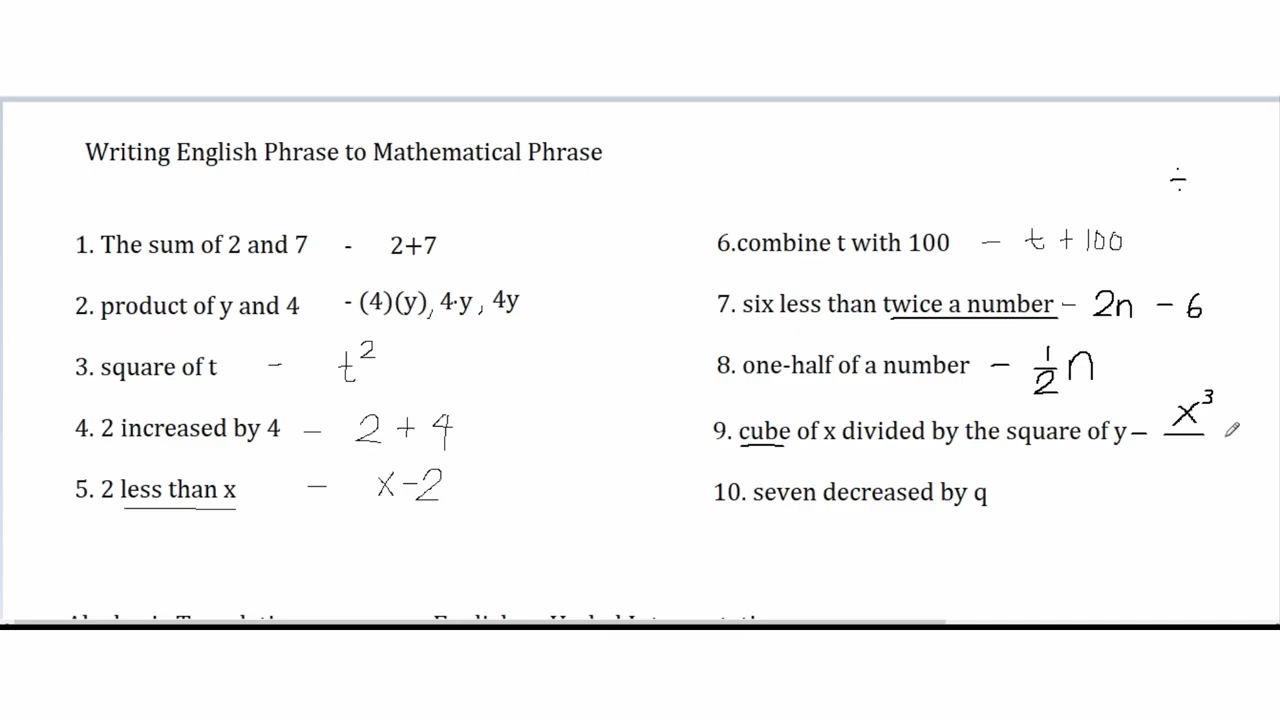 Writing English Phrase to Mathematical Phrase
÷
1. The sum of 2 and 7 - 2+7
2. product of y and 4 - (4)(y), 4·y, 4y
3. square of t – t²
4. 2 increased by 4 – 2 + 4
5. 2 less than x – x-2
6.combine t with 100 – t + 100
7. six less than twice a number – 2n - 6
8. one-half of a number – 1/2 n
9. cube of x divided by the square of y – x³
10. seven decreased by q